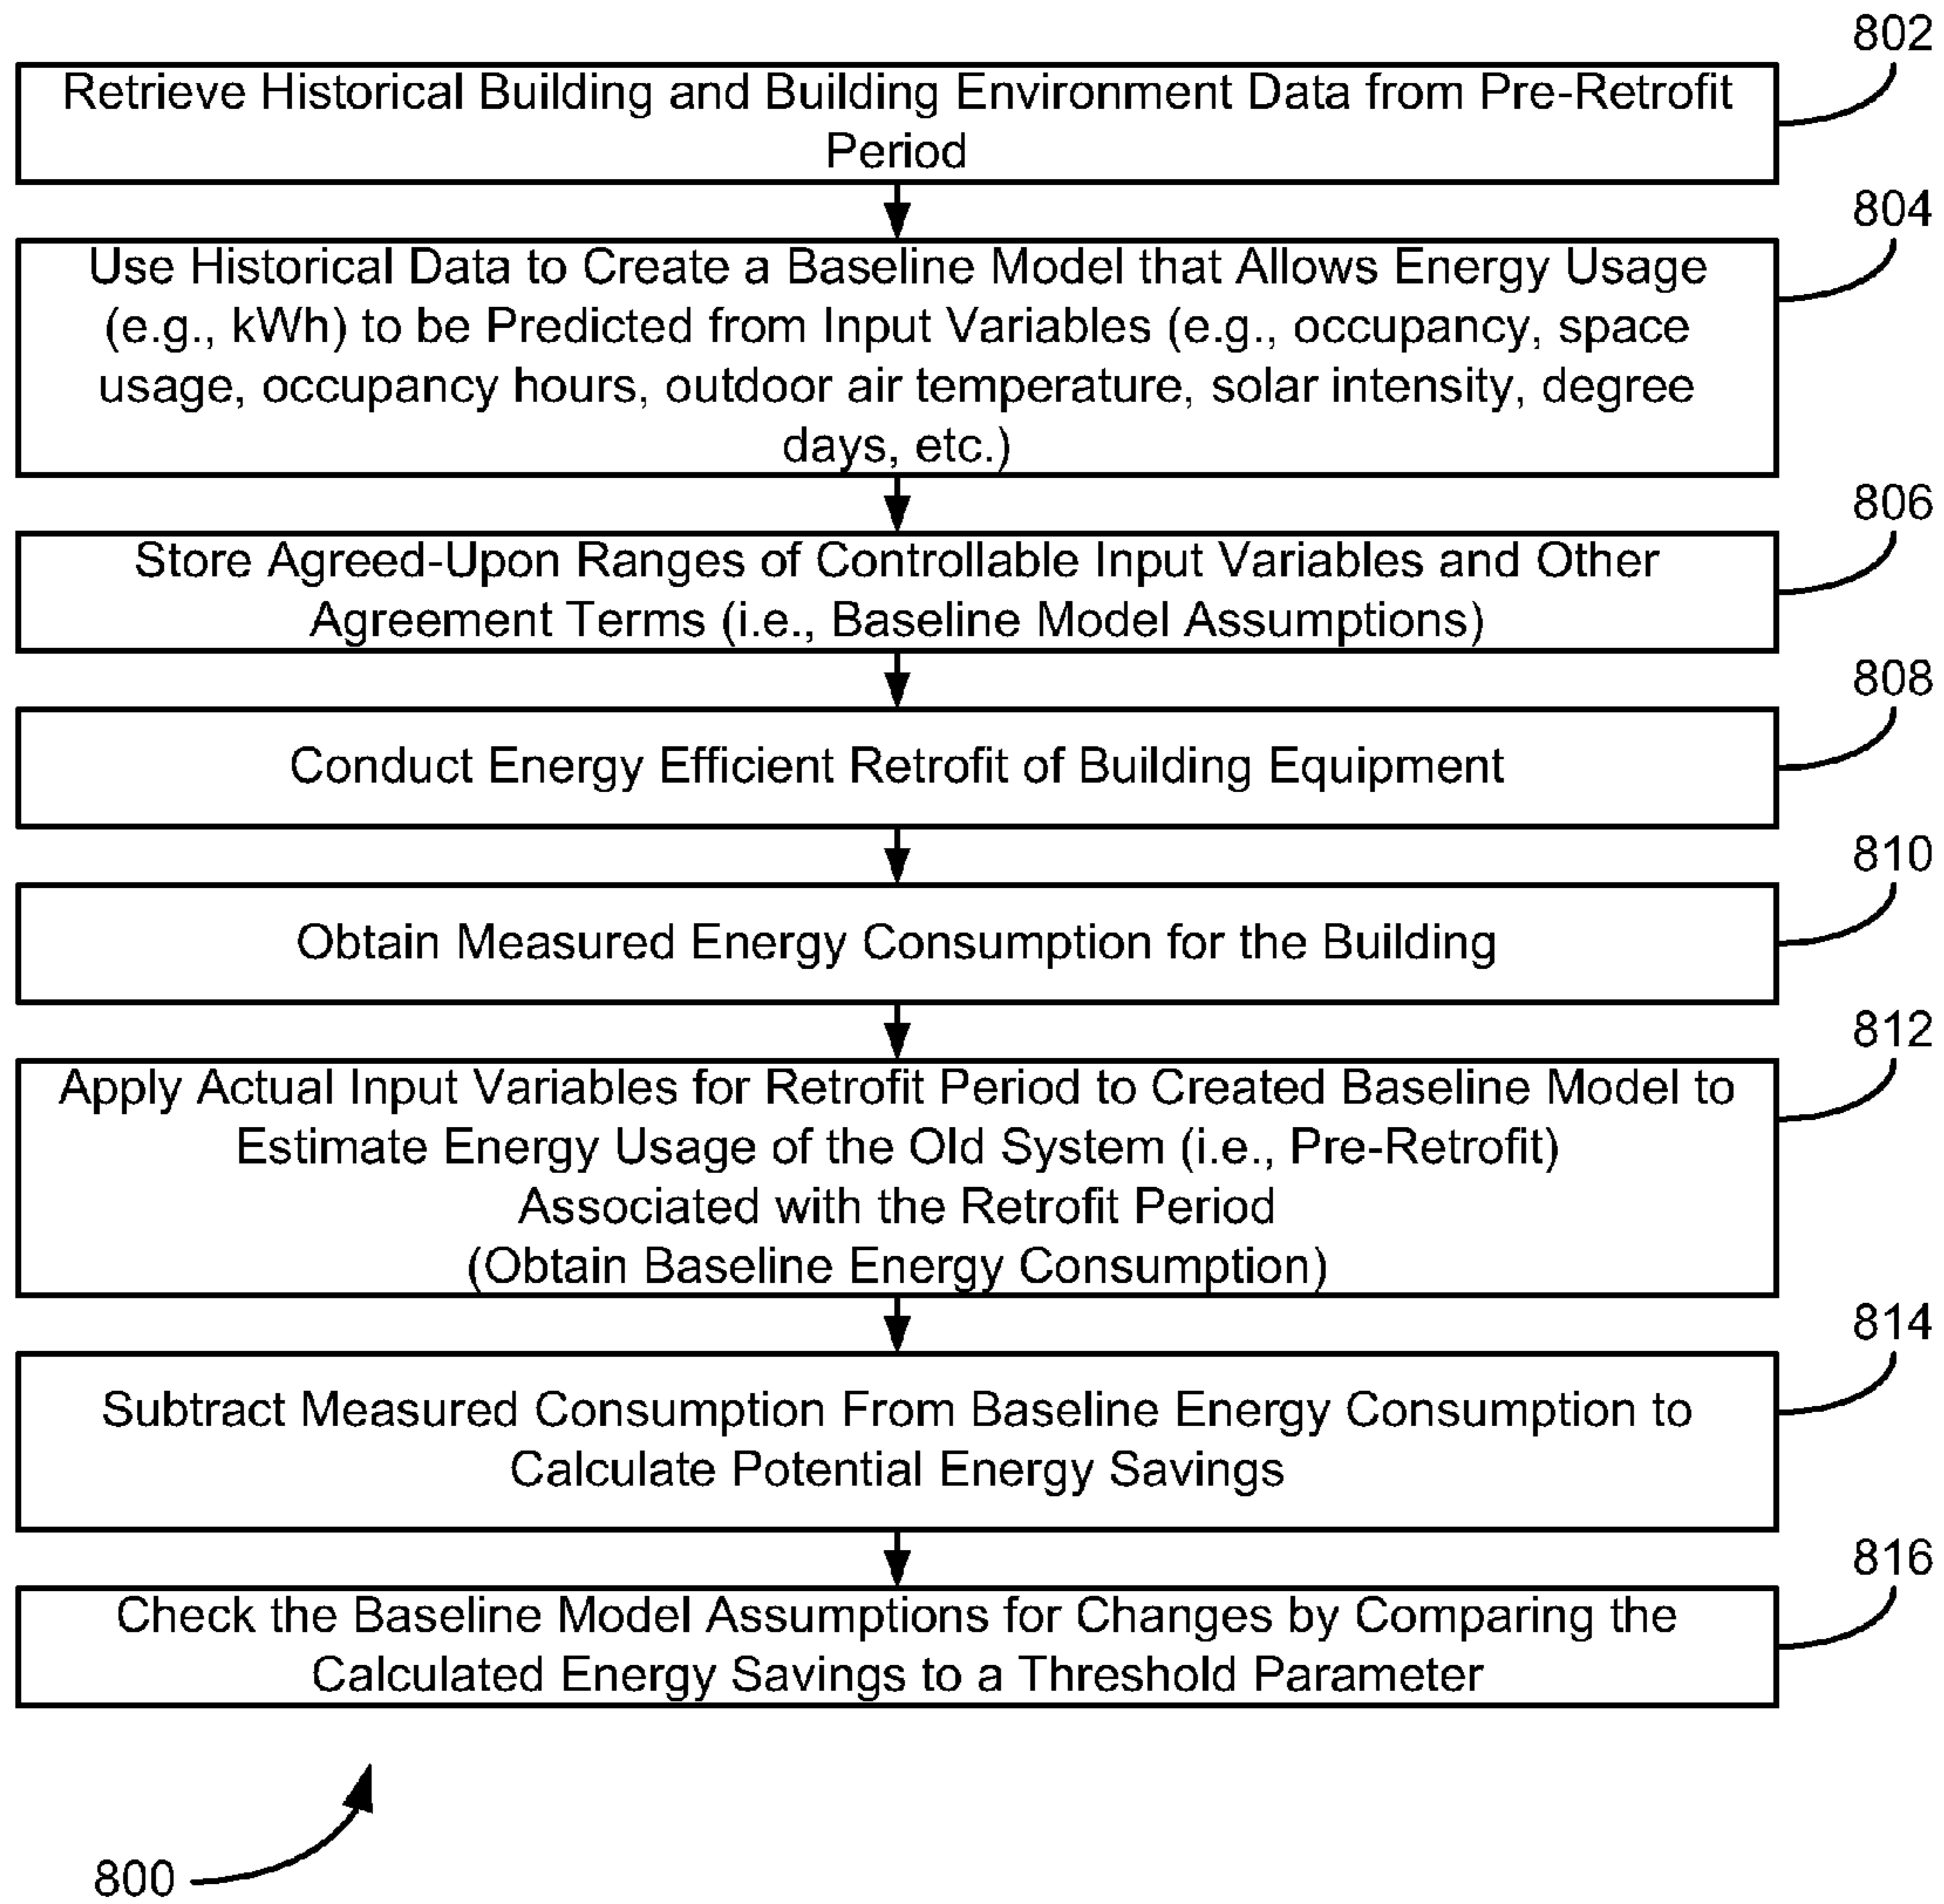 802
Retrieve Historical Building and Building Environment Data from Pre-Retrofit
Period
804
Use Historical Data to Create a Baseline Model that Allows Energy Usage
(e.g., kWh) to be Predicted from Input Variables (e.g., occupancy, space
usage, occupancy hours, outdoor air temperature, solar intensity, degree
days, etc.)
806
Store Agreed-Upon Ranges of Controllable Input Variables and Other
Agreement Terms (i.e., Baseline Model Assumptions)
808
Conduct Energy Efficient Retrofit of Building Equipment
810
Obtain Measured Energy Consumption for the Building
812
Apply Actual Input Variables for Retrofit Period to Created Baseline Model to
Estimate Energy Usage of the Old System (i.e., Pre-Retrofit)
Associated with the Retrofit Period
(Obtain Baseline Energy Consumption)
814
Subtract Measured Consumption From Baseline Energy Consumption to
Calculate Potential Energy Savings
816
Check the Baseline Model Assumptions for Changes by Comparing the
Calculated Energy Savings to a Threshold Parameter
800